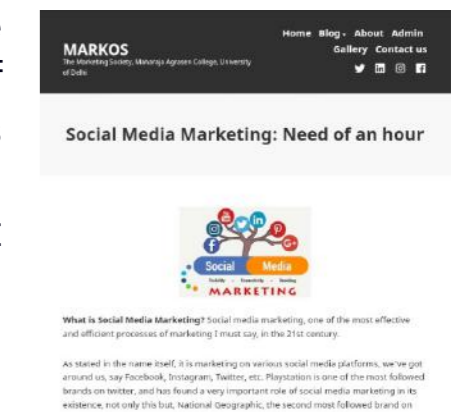 Home Blog About Admin
Gallery Contact us
MARKOS
The Marketing Society, Maharaja Agrasen College, University
of Delhi
Social Media Marketing: Need of an hour
Social Media
MARKETING
What is Social Media Marketing? Social media marketing, one of the most effective
and efficient processes of marketing I must say, in the 21st century.
As stated in the name itself, it is marketing on various social media platforms, we've got
around us, say Facebook, Instagram, Twitter, etc. Playstation is one of the most followed
brands on twitter, and has found a very important role of social media marketing in its
existence, not only this but, National Geographic, the second most followed brand on